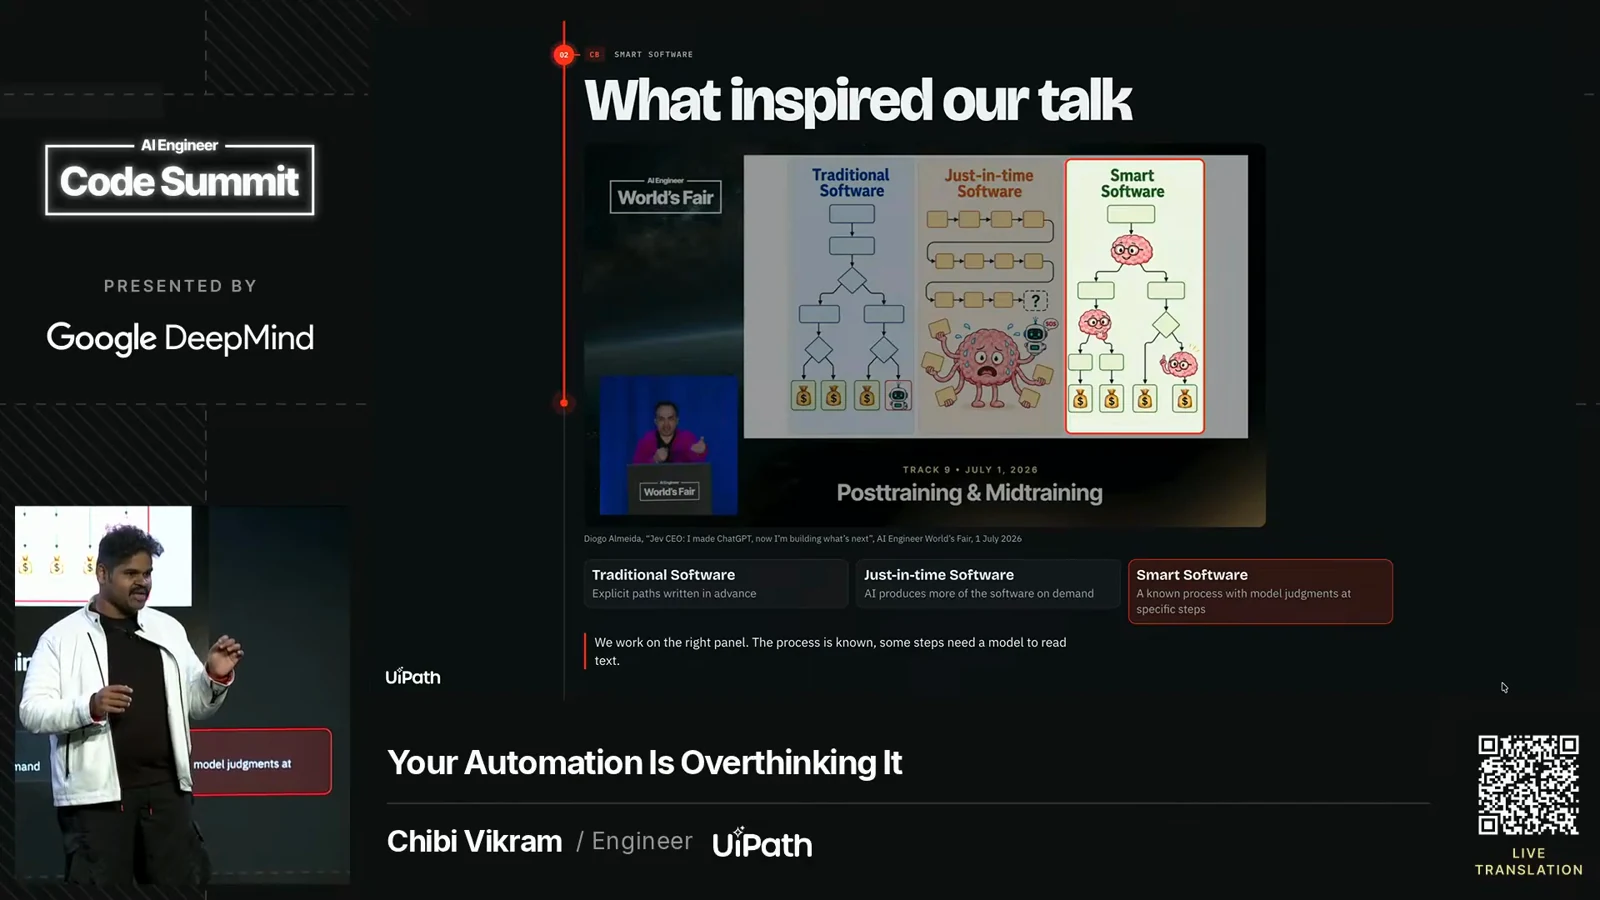 AI Engineer
Code Summit
PRESENTED BY
Google DeepMind
02
CB
SMART SOFTWARE
What inspired our talk
AI Engineer
World's Fair
Traditional
Software
Just-in-time
Software
?
SOS
Smart
Software
$ $ $
$ $ $ $
AI Engineer
World's Fair
TRACK 9 • JULY 1, 2026
Posttraining & Midtraining
Diogo Almeida, "Jev CEO: I made ChatGPT, now I'm building what's next", AI Engineer World's Fair, 1 July 2026
Traditional Software
Explicit paths written in advance
Just-in-time Software
AI produces more of the software on demand
Smart Software
A known process with model judgments at
specific steps
We work on the right panel. The process is known, some steps need a model to read
text.
UiPath
mand
model judgments at
Your Automation Is Overthinking It
Chibi Vikram / Engineer UiPath
LIVE
TRANSLATION